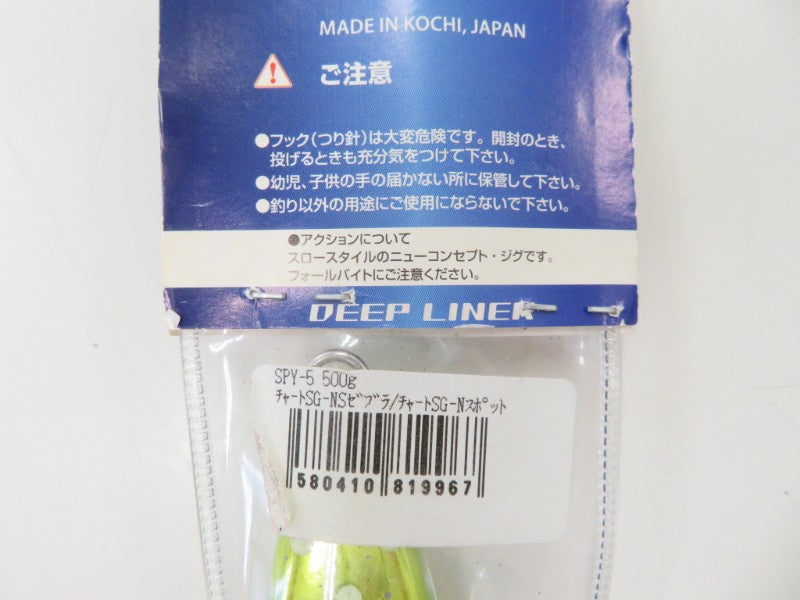 MADE IN KOCHI, JAPAN
ご注意
●フック(つり針)は大変危険です。開封のとき、
投げるときも充分気をつけて下さい。
●幼児、子供の手の届かない所に保管して下さい。
●釣り以外の用途にご使用にならないで下さい。
●アクションについて
スロースタイルのニューコンセプト・ジグです。
フォールバイトにご注意ください。
DEEP LINER
SPY-5 500g
ﾁｬｰﾄSG-NSｾﾞﾌﾞﾗ/ﾁｬｰﾄSG-Nｽﾎﾟｯﾄ
580410 819967